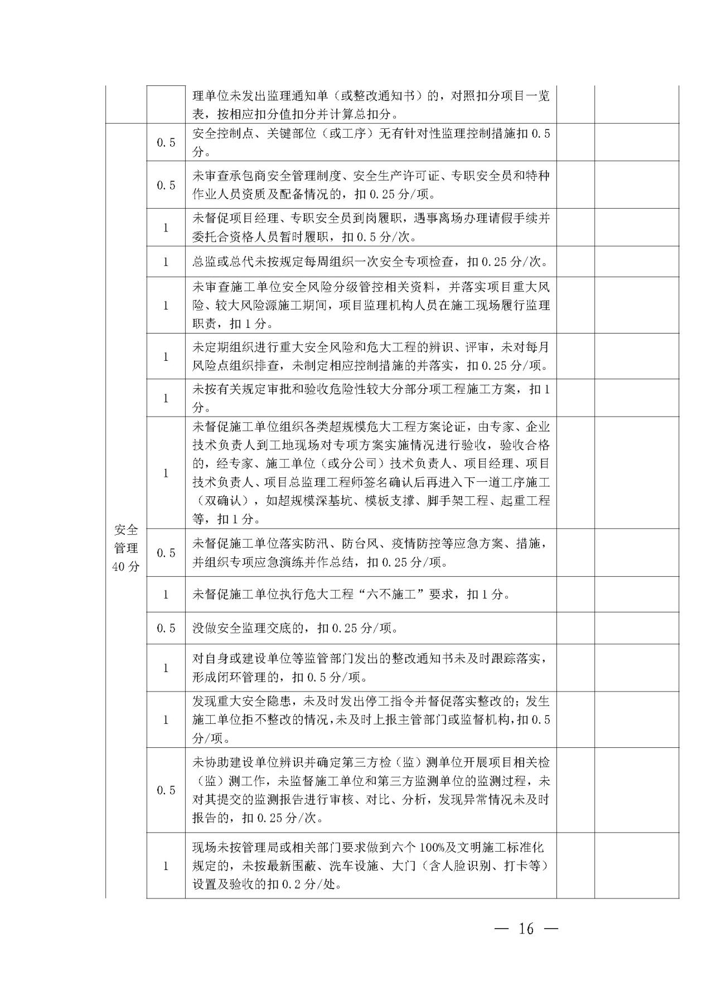 理单位未发出监理通知单（或整改通知书）的，对照扣分项目一览
表，按相应扣分值扣分并计算总扣分。
安全
管理
40 分
0.5
安全控制点、关键部位（或工序）无有针对性监理控制措施扣 0.5
分。
0.5
未审查承包商安全管理制度、安全生产许可证、专职安全员和特种
作业人员资质及配备情况的，扣 0.25 分/项。
1
未督促项目经理、专职安全员到岗履职，遇事离场办理请假手续并
委托合资格人员暂时履职，扣 0.5 分/次。
1
总监或总代未按规定每周组织一次安全专项检查，扣 0.25 分/次。
1
未审查施工单位安全风险分级管控相关资料，并落实项目重大风
险、较大风险源施工期间，项目监理机构人员在施工现场履行监理
职责，扣 1 分。
1
未定期组织进行重大安全风险和危大工程的辨识、评审，未对每月
风险点组织排查，未制定相应控制措施的并落实，扣 0.25 分/项。
1
未按有关规定审批和验收危险性较大分部分项工程施工方案，扣 1
分。
1
未督促施工单位组织各类超规模危大工程方案论证，由专家、企业
技术负责人到工地现场对专项方案实施情况进行验收，验收合格
的，经专家、施工单位（或分公司）技术负责人、项目经理、项目
技术负责人、项目总监理工程师签名确认后再进入下一道工序施工
（双确认），如超规模深基坑、模板支撑、脚手架工程、起重工程
等，扣 1 分。
0.5
未督促施工单位落实防汛、防台风、疫情防控等应急方案、措施，
并组织专项应急演练并作总结，扣 0.25 分/项。
1
未督促施工单位执行危大工程“六不施工”要求，扣 1 分。
0.5
没做安全监理交底的，扣 0.25 分/项。
1
对自身或建设单位等监管部门发出的整改通知书未及时跟踪落实，
形成闭环管理的，扣 0.5 分/项。
1
发现重大安全隐患，未及时发出停工指令并督促落实整改的；发生
施工单位拒不整改的情况，未及时上报主管部门或监督机构，扣 0.5
分/项。
0.5
未协助建设单位辨识并确定第三方检（监）测单位开展项目相关检
（监）测工作，未监督施工单位和第三方监测单位的监测过程，未
对其提交的监测报告进行审核、对比、分析，发现异常情况未及时
报告的，扣 0.25 分/次。
1
现场未按管理局或相关部门要求做到六个 100%及文明施工标准化
规定的，未按最新围蔽、洗车设施、大门（含人脸识别、打卡等）
设置及验收的扣 0.2 分/处。
— 16 —